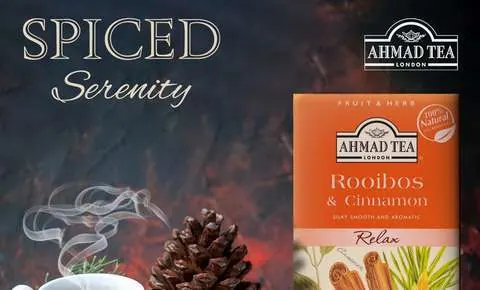 SPICED
Serenity
AHMAD TEA
LONDON
FRUIT & HERB
100%
Natural
AHMAD TEA
LONDON
Rooibos
& Cinnamon
SILKY SMOOTH AND AROMATIC
Relax